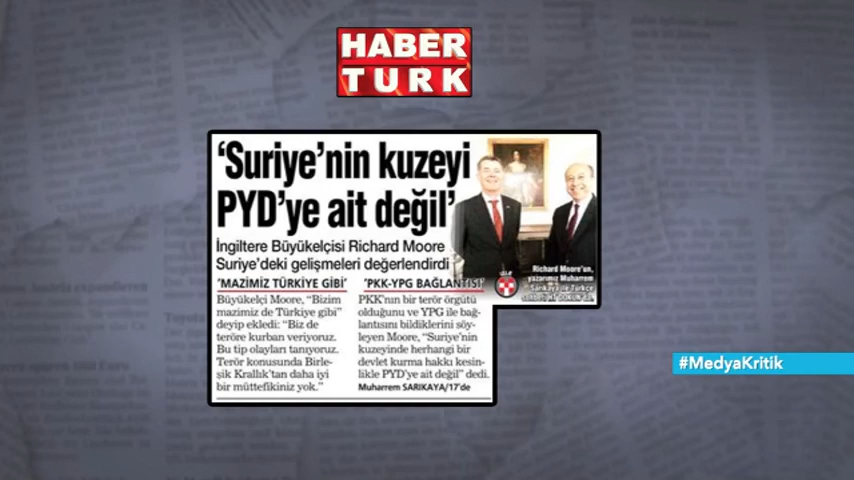 HABER
TURK
‘Suriye’nin kuzeyi
PYD’ye ait değil’
İngiltere Büyükelçisi Richard Moore
Suriye’deki gelişmeleri değerlendirdi
Richard Moore’un,
yazarımız Muharrem
Sarıkaya ile Türkçe
‘MAZİMİZ TÜRKİYE GİBİ’
Büyükelçi Moore, “Bizim
mazimiz de Türkiye gibi”
deyip ekledi: “Biz de
teröre kurban veriyoruz.
Bu tip olayları tanıyoruz.
Terör konusunda Birle-
şik Krallık’tan daha iyi
bir müttefikiniz yok.”
‘PKK-YPG BAĞLANTISI’
PKK’nın bir terör örgütü
olduğunu ve YPG ile bağ-
lantısını bildiklerini söy-
leyen Moore, “Suriye’nin
kuzeyinde herhangi bir
devlet kurma hakkı kesin-
likle PYD’ye ait değil” dedi.
Muharrem SARIKAYA/17’de
#MedyaKritik